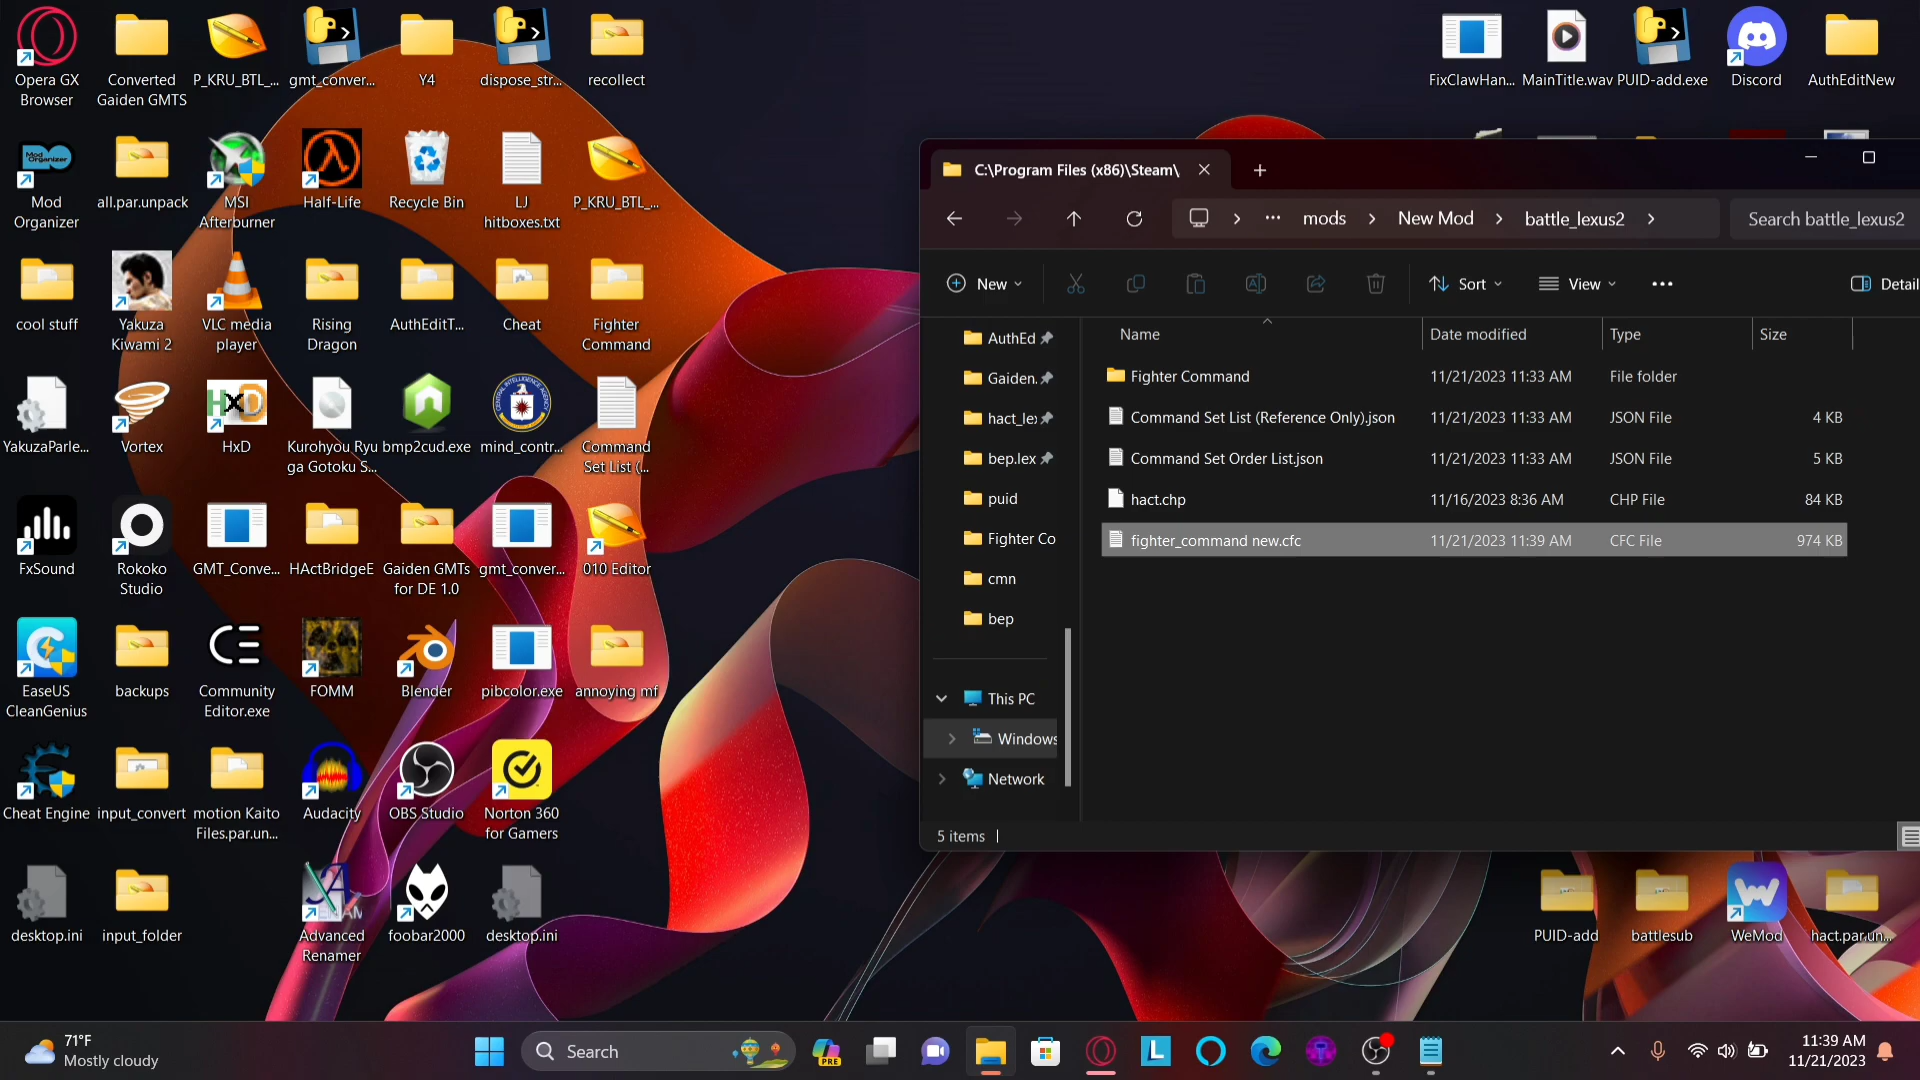 Opera GX
Browser
Converted
Gaiden GMTS
P_KRU_BTL_...
gmt_conver...
Y4
dispose_str...
recollect
FixClawHan...
MainTitle.wav
PUID-add.exe
Discord
AuthEditNew
Mod Organizer
Mod
Organizer
all.par.unpack
MSI
Afterburner
Half-Life
Recycle Bin
LJ
hitboxes.txt
P_KRU_BTL_...
cool stuff
Yakuza
Kiwami 2
VLC media
player
Rising
Dragon
AuthEditT...
Cheat
Fighter
Command
YakuzaParle...
Vortex
HxD
HxD
Kurohyou Ryu
ga Gotoku S...
bmp2cud.exe
mind_contr...
Command
Set List (...
FxSound
Rokoko
Studio
GMT_Conve...
HActBridgeE
Gaiden GMTs
for DE 1.0
gmt_conver...
010 Editor
EaseUS
CleanGenius
backups
Community
Editor.exe
FOMM
Blender
pibcolor.exe
annoying mf
Cheat Engine
input_convert
motion Kaito
Files.par.un...
Audacity
OBS Studio
Norton 360
for Gamers
desktop.ini
input_folder
Advanced
Renamer
foobar2000
desktop.ini
PUID-add
battlesub
WeMod
hact.par.un...
C:\Program Files (x86)\Steam\
mods
New Mod
battle_lexus2
Search battle_lexus2
New
Sort
View
Detail
AuthEd
Gaiden.
hact_le
bep.lex
puid
Fighter Co
cmn
bep
This PC
Windows
Network
Name
Date modified
Type
Size
Fighter Command
11/21/2023 11:33 AM
File folder
Command Set List (Reference Only).json
11/21/2023 11:33 AM
JSON File
4 KB
Command Set Order List.json
11/21/2023 11:33 AM
JSON File
5 KB
hact.chp
11/16/2023 8:36 AM
CHP File
84 KB
fighter_command new.cfc
11/21/2023 11:39 AM
CFC File
974 KB
5 items
71°F
Mostly cloudy
Search
PRE
L
11:39 AM
11/21/2023